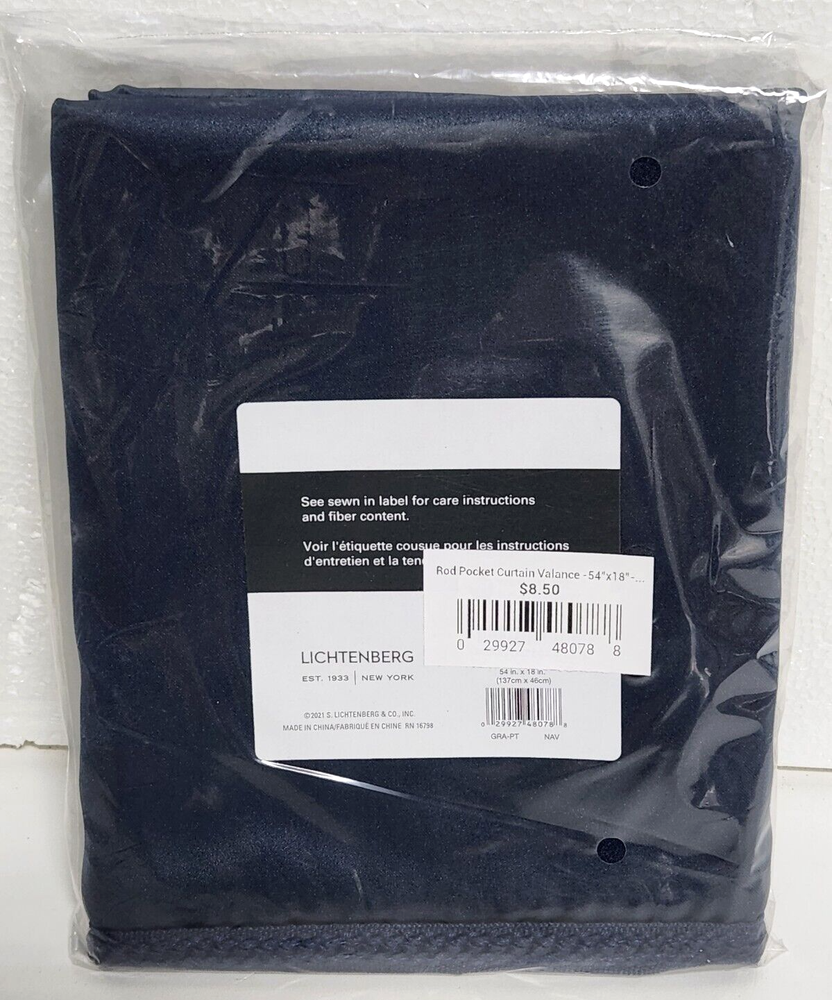 See sewn in label for care instructions
and fiber content.
Voir l'étiquette cousue pour les instructions
d'entretien et la
Rod Pocket Curtain Valance - 54"x18" -...
$8.50
0 29927 48078 8
LICHTENBERG
EST. 1933 | NEW YORK
54 in. x 18 in.
(137cm x 46cm)
©2021 S. LICHTENBERG & CO., INC.
MADE IN CHINA/FABRIQUÉ EN CHINE RN 16798
0 29927 48078 8
GRA-PT NAV